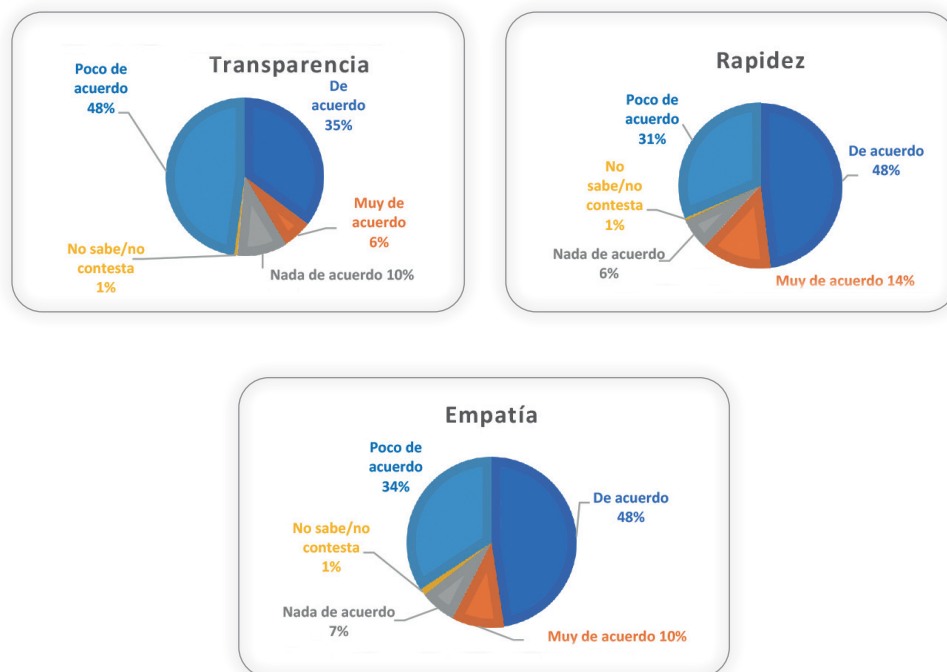 Transparencia
Poco de
acuerdo
48%
De
acuerdo
35%
Muy de
acuerdo
6%
No sabe/no
contesta
1%
Nada de acuerdo 10%
Rapidez
Poco de
acuerdo
31%
De acuerdo
48%
No
sabe/no
contesta
1%
Nada de acuerdo
6%
Muy de acuerdo 14%
Empatía
Poco de
acuerdo
34%
De acuerdo
48%
No sabe/no
contesta
1%
Nada de acuerdo
7%
Muy de acuerdo 10%